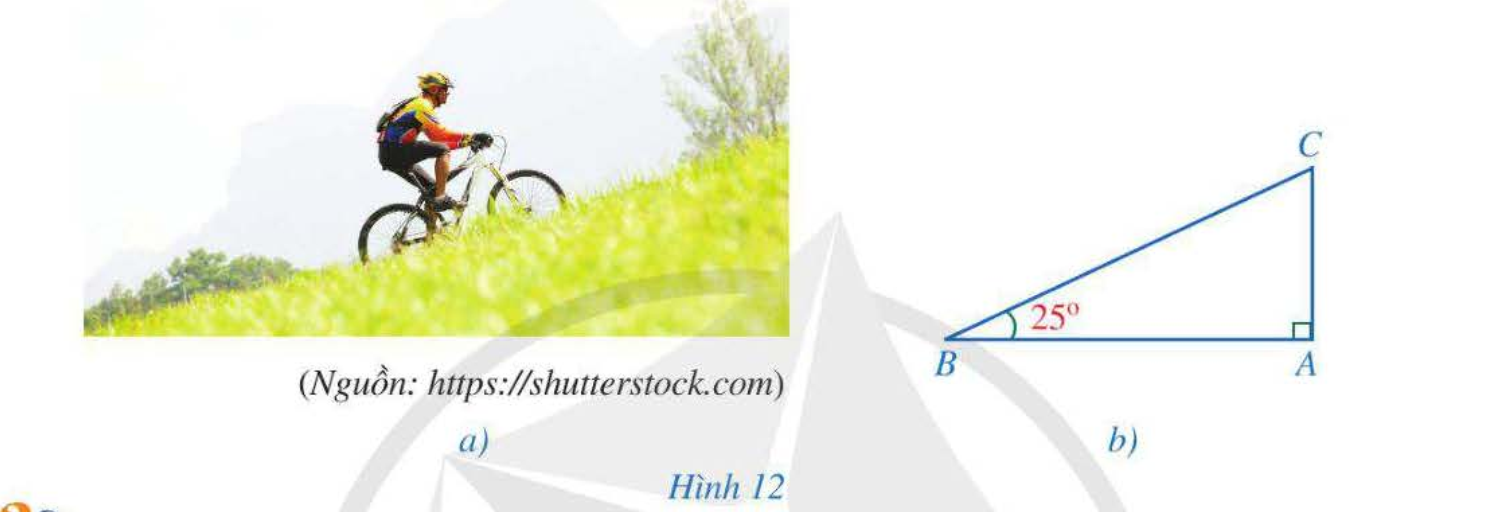 C
25°
B
A
(Nguồn: https://shutterstock.com)
a)
b)
Hình 12